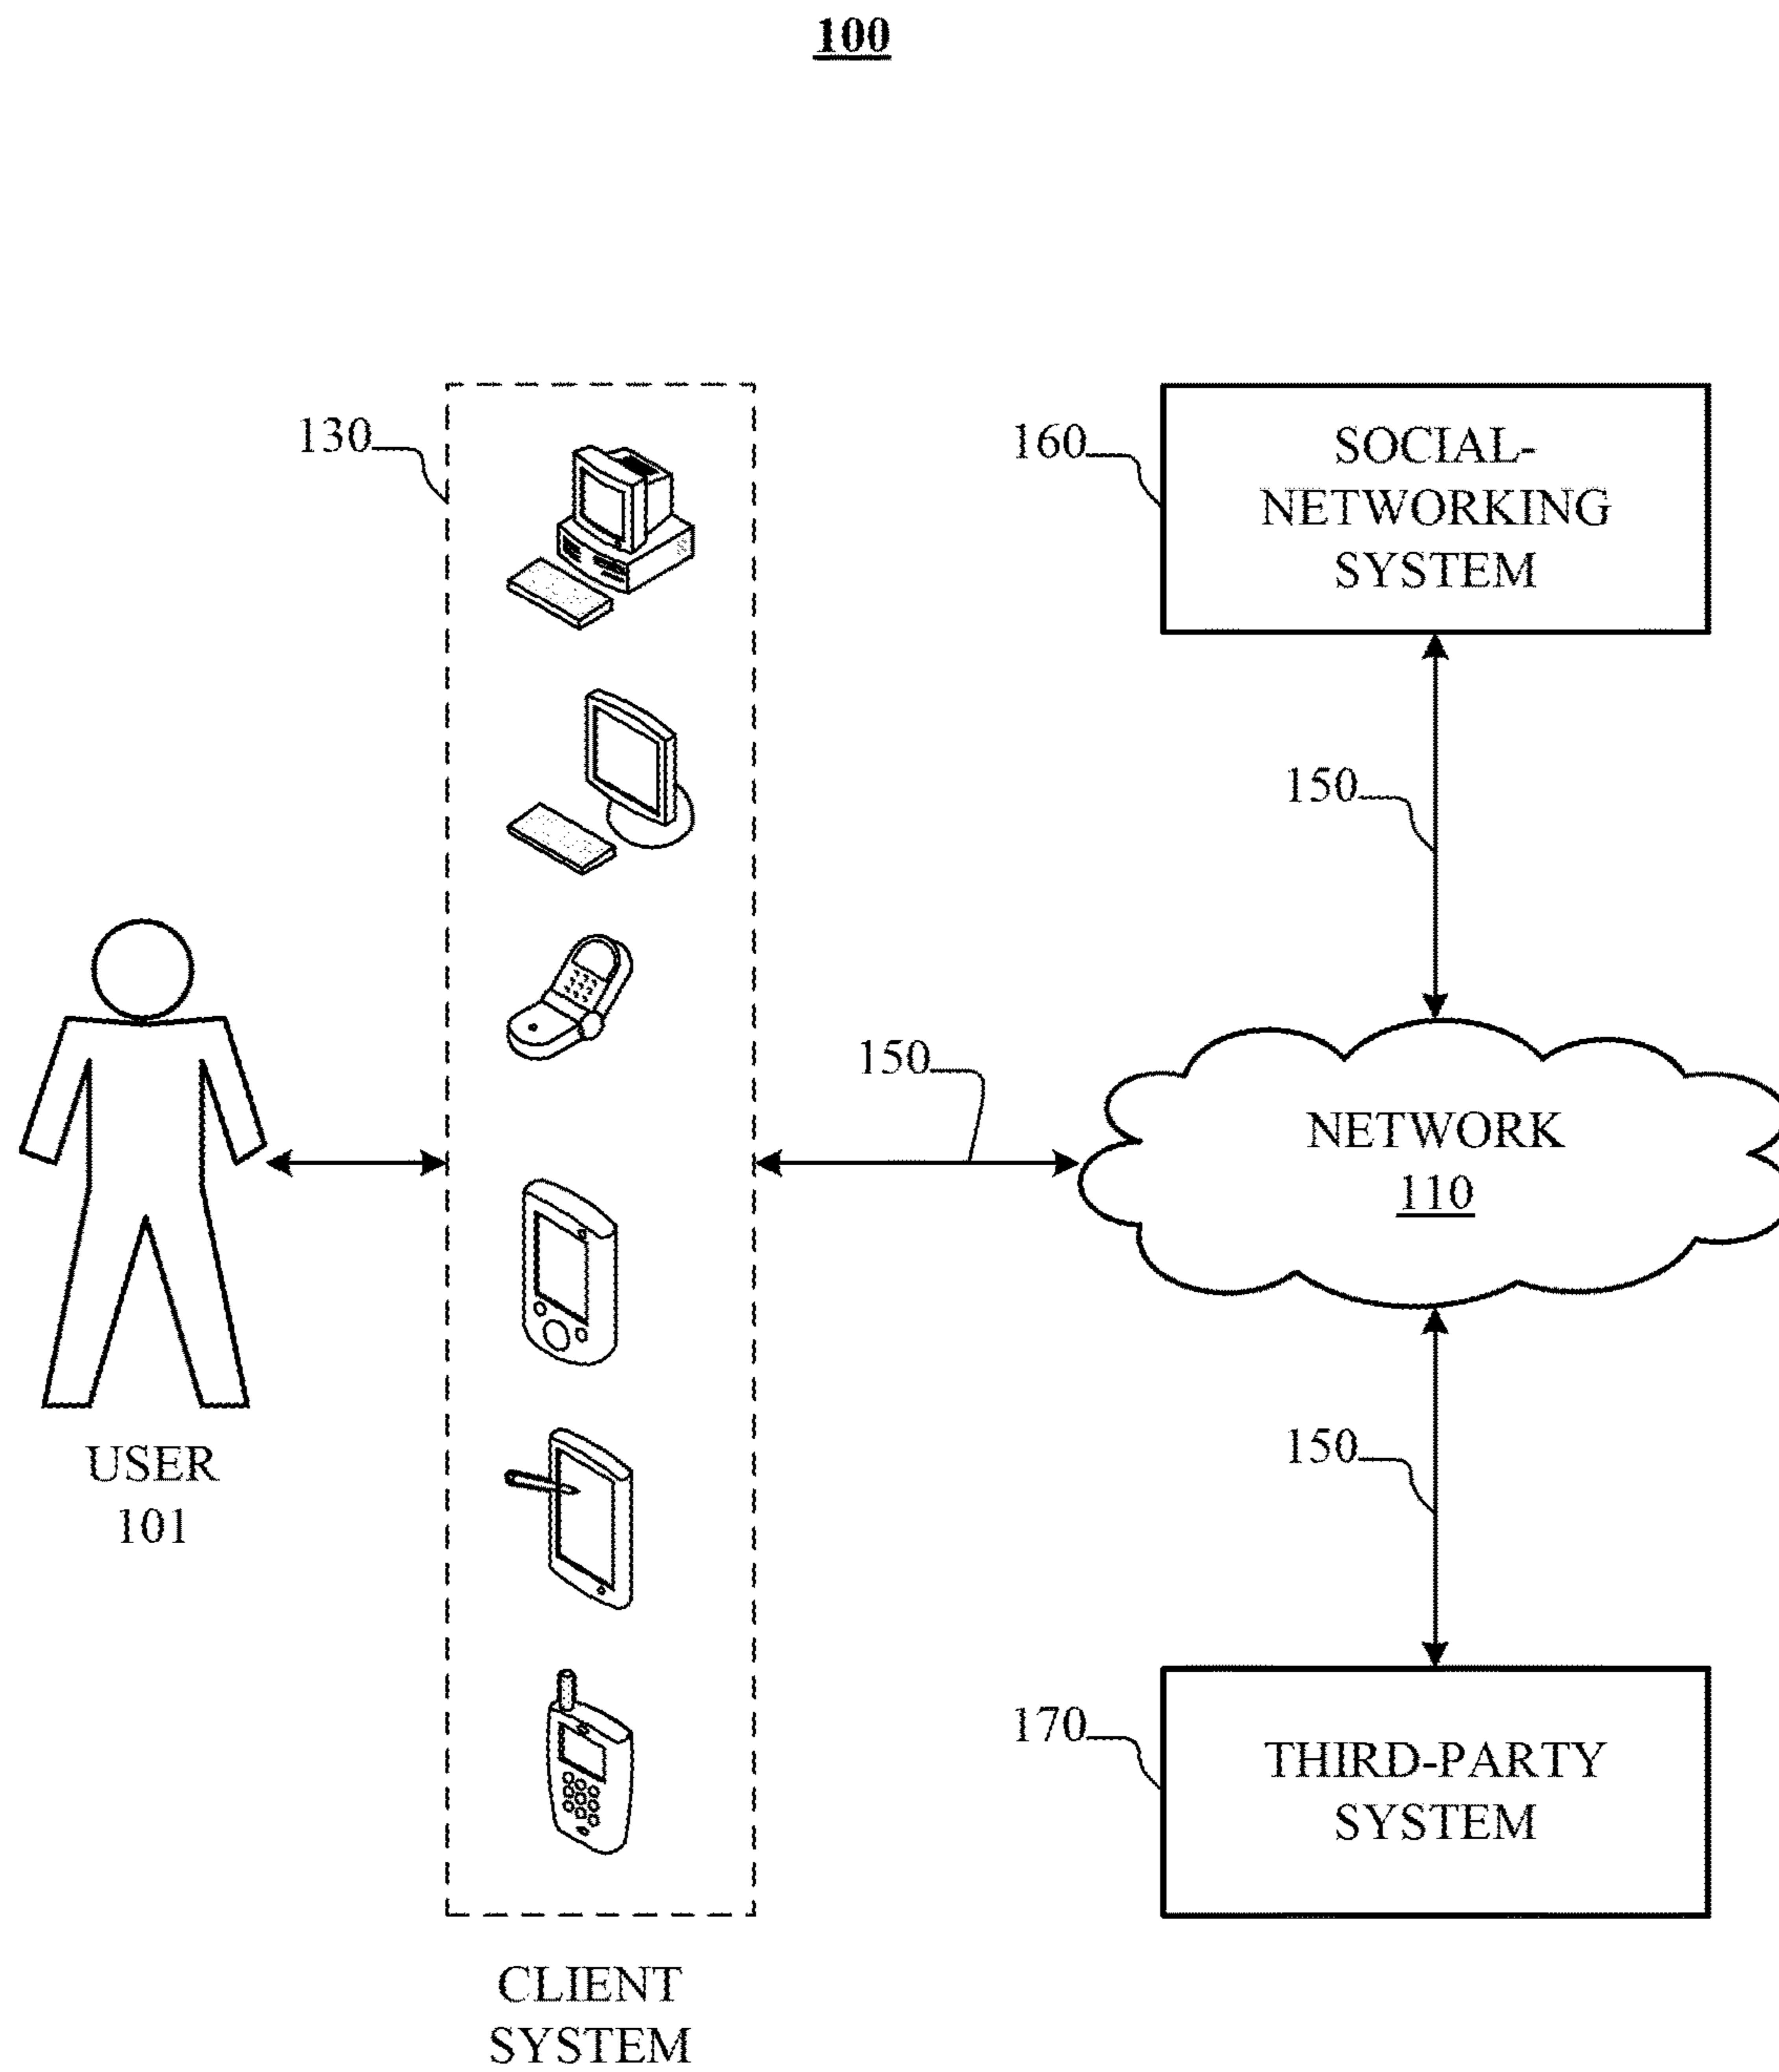 100
130
160
SOCIAL-
NETWORKING
SYSTEM
150
150
NETWORK
110
USER
101
150
170
THIRD-PARTY
SYSTEM
CLIENT
SYSTEM